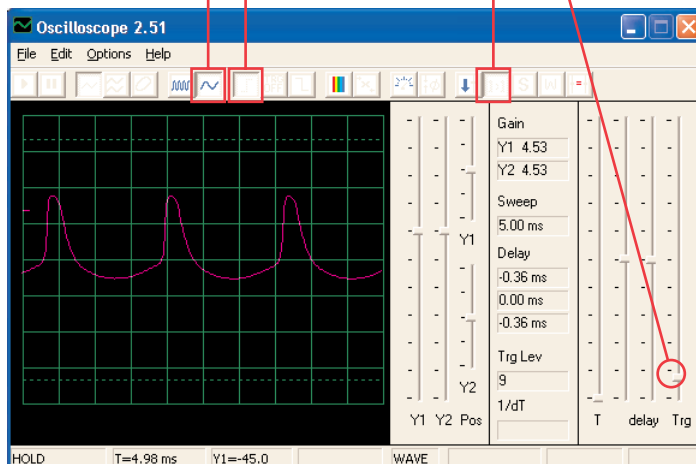 Oscilloscope 2.51
File Edit Options Help
Gain
Y1 4.53
Y2 4.53
Sweep
5.00 ms
Y1
Delay
-0.36 ms
0.00 ms
-0.36 ms
Trg Lev
9
Y2
1/dT
Y1 Y2 Pos
T delay Trg
HOLD T=4.98 ms Y1=-45.0 WAVE